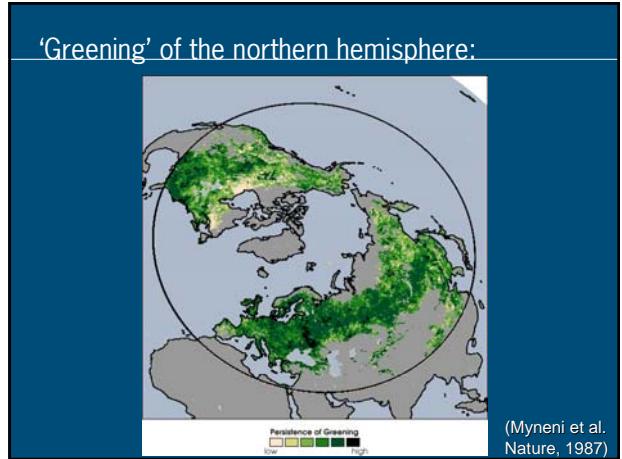 ‘Greening’ of the northern hemisphere:
Persistence of Greening
low high
(Myneni et al.
Nature, 1987)